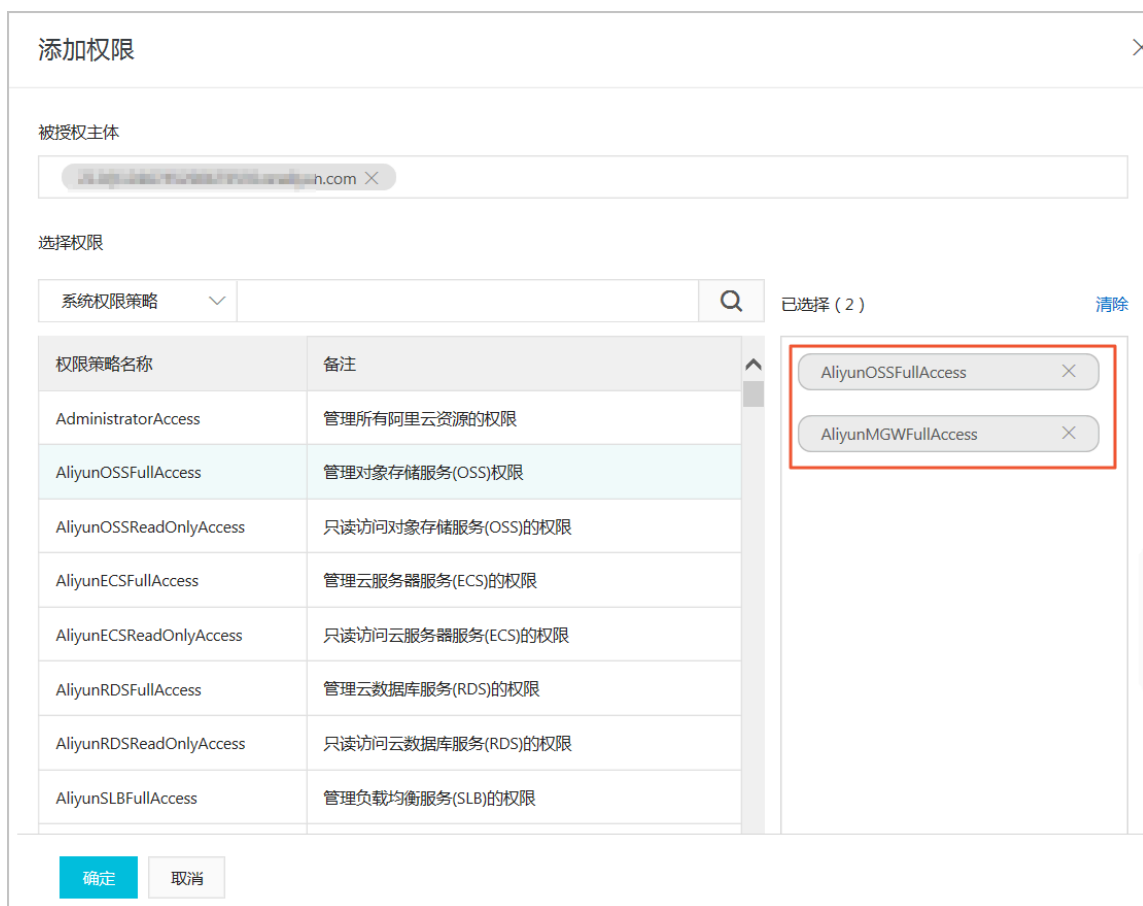 添加权限
被授权主体
h.com
选择权限
系统权限策略
已选择 ( 2 )
清除
权限策略名称 备注
AdministratorAccess 管理所有阿里云资源的权限
AliyunOSSFullAccess 管理对象存储服务(OSS)权限
AliyunOSSReadOnlyAccess 只读访问对象存储服务(OSS)的权限
AliyunECSFullAccess 管理云服务器服务(ECS)的权限
AliyunECSReadOnlyAccess 只读访问云服务器服务(ECS)的权限
AliyunRDSFullAccess 管理云数据库服务(RDS)的权限
AliyunRDSReadOnlyAccess 只读访问云数据库服务(RDS)的权限
AliyunSLBFullAccess 管理负载均衡服务(SLB)的权限
AliyunOSSFullAccess
AliyunMGWFullAccess
确定 取消